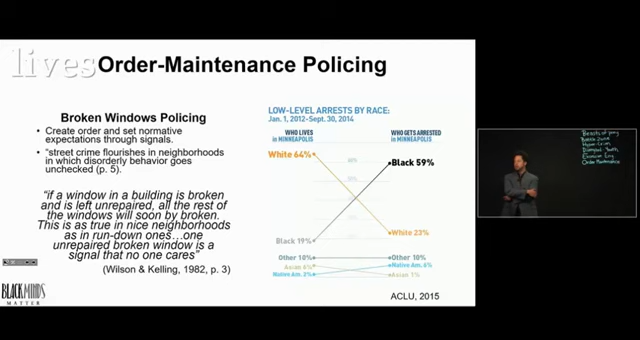 lives Order-Maintenance Policing
Broken Windows Policing
• Create order and set normative
expectations through signals.
• "street crime flourishes in neighborhoods
in which disorderly behavior goes
unchecked (p. 5).
"if a window in a building is broken
and is left unrepaired, all the rest of
the windows will soon by broken.
This is as true in nice neighborhoods
as in run-down ones…one
unrepaired broken window is a
signal that no one cares"
(Wilson & Kelling, 1982, p. 3)
LOW-LEVEL ARRESTS BY RACE:
Jan. 1, 2012–Sept. 30, 2014
WHO LIVES
in MINNEAPOLIS
WHO GETS ARRESTED
in MINNEAPOLIS
White 64%
Black 59%
Black 19%
White 23%
Other 10%
Other 10%
Native Am. 2%
Asian 1%
ACLU, 2015
BLACK MINDS
MATTER
Order Maintenance